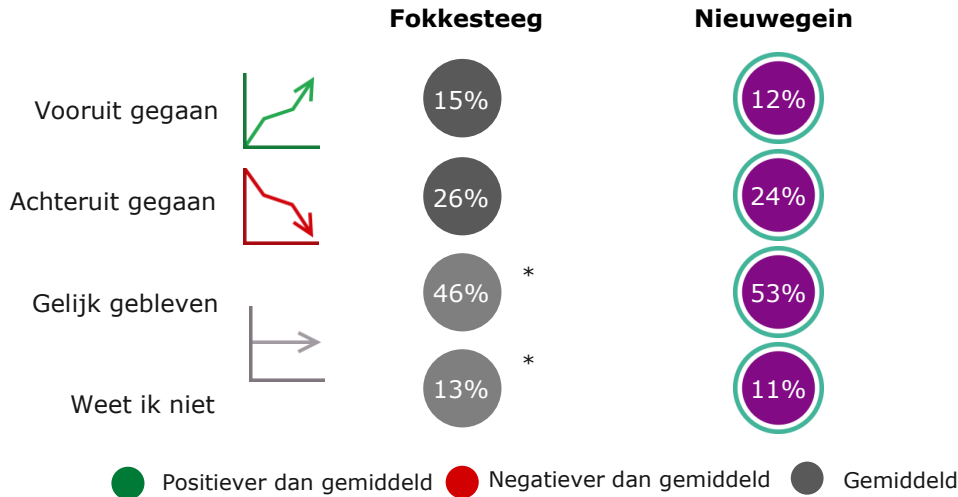 Fokkesteeg Nieuwegein
Vooruit gegaan 15% 12%
Achteruit gegaan 26% 24%
Gelijk gebleven 46% * 53%
Weet ik niet 13% * 11%
Positiever dan gemiddeld Negatiever dan gemiddeld Gemiddeld